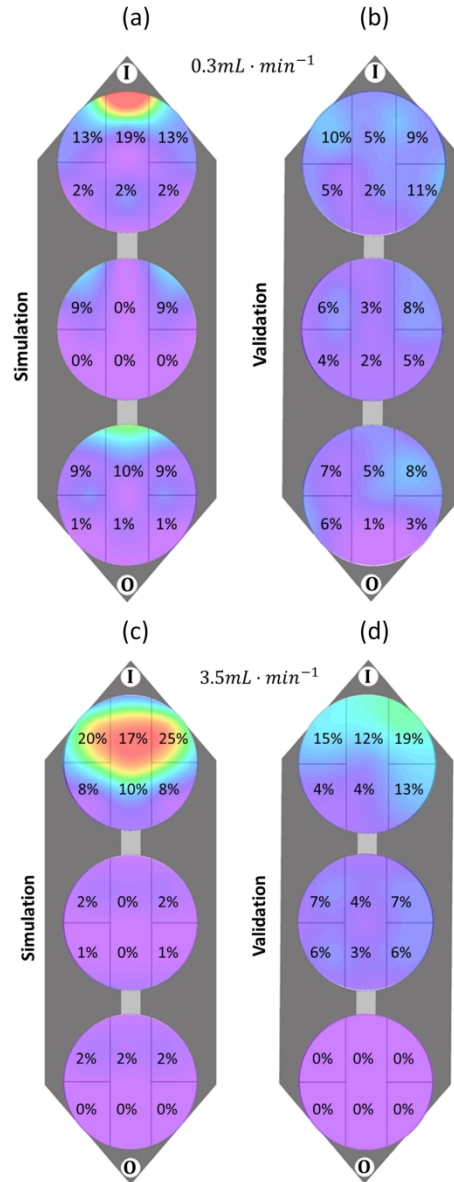 (a) (b)
I 0.3mL · min⁻¹ I
13% 19% 13% 10% 5% 9%
2% 2% 2% 5% 2% 11%
Simulation Validation
9% 0% 9% 6% 3% 8%
0% 0% 0% 4% 2% 5%
9% 10% 9% 7% 5% 8%
1% 1% 1% 6% 1% 3%
O O
(c) (d)
I 3.5mL · min⁻¹ I
20% 17% 25% 15% 12% 19%
8% 10% 8% 4% 4% 13%
Simulation Validation
2% 0% 2% 7% 4% 7%
1% 0% 1% 6% 3% 6%
2% 2% 2% 0% 0% 0%
0% 0% 0% 0% 0% 0%
O O